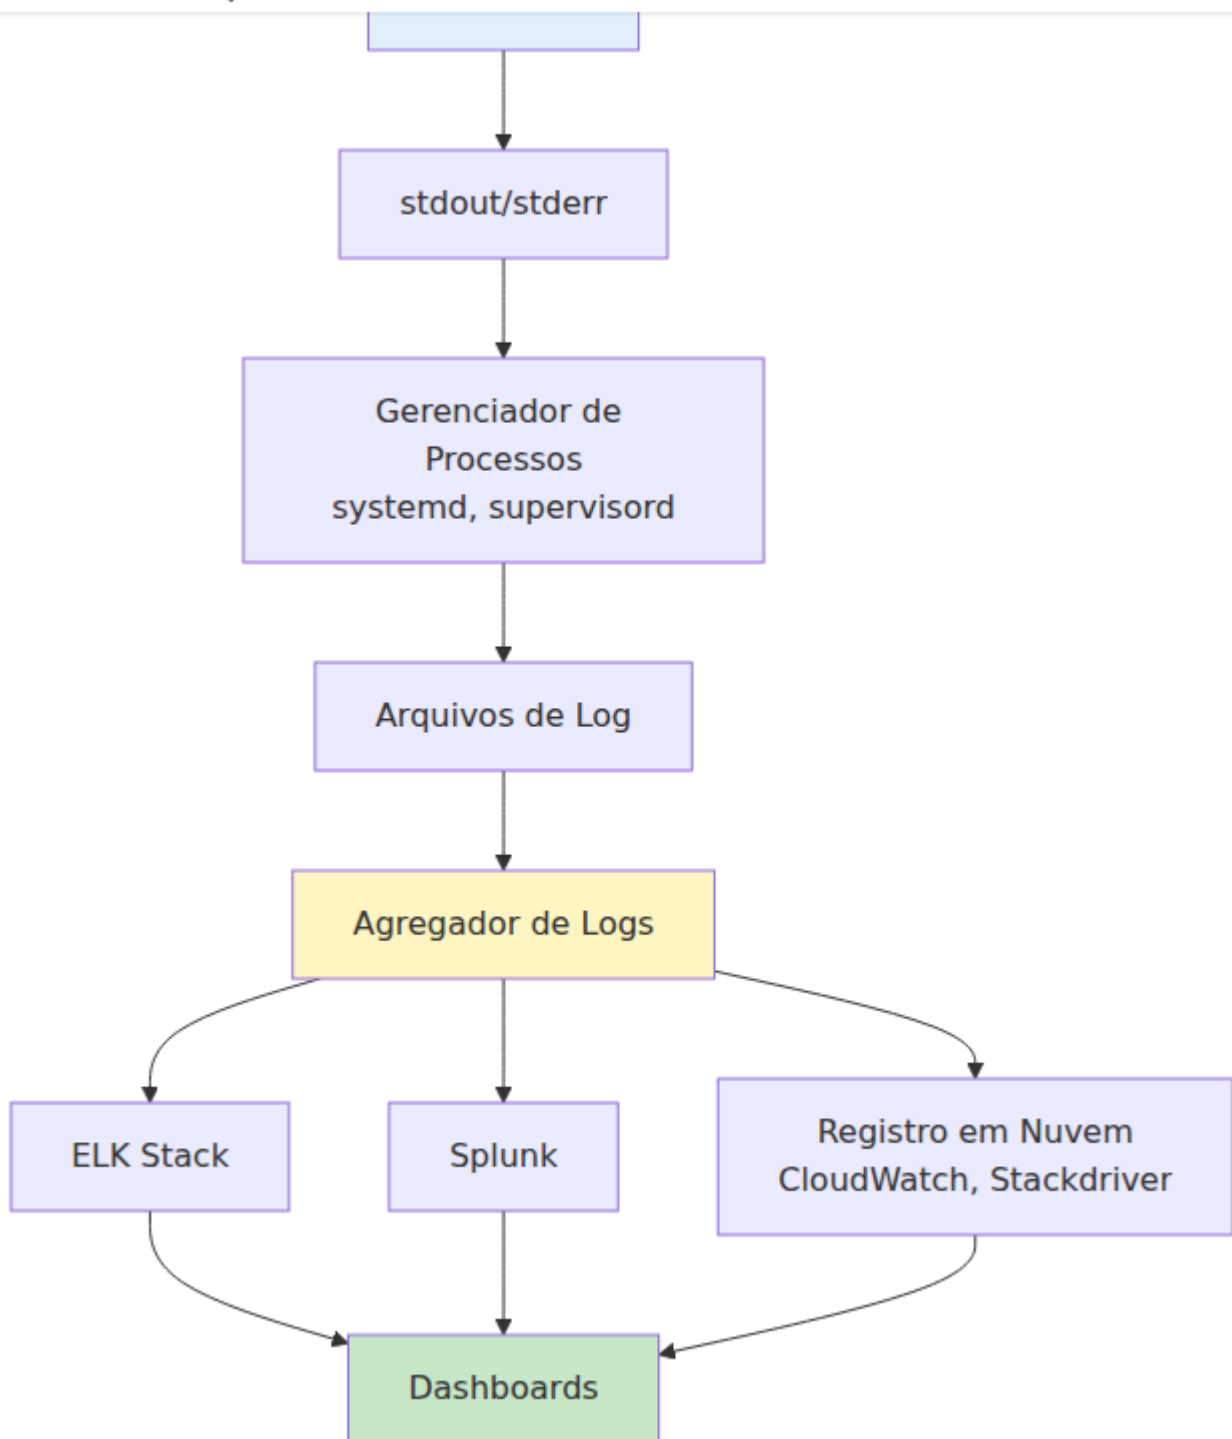 stdout/stderr
Gerenciador de
Processos
systemd, supervisord
Arquivos de Log
Agregador de Logs
ELK Stack
Splunk
Registro em Nuvem
CloudWatch, Stackdriver
Dashboards